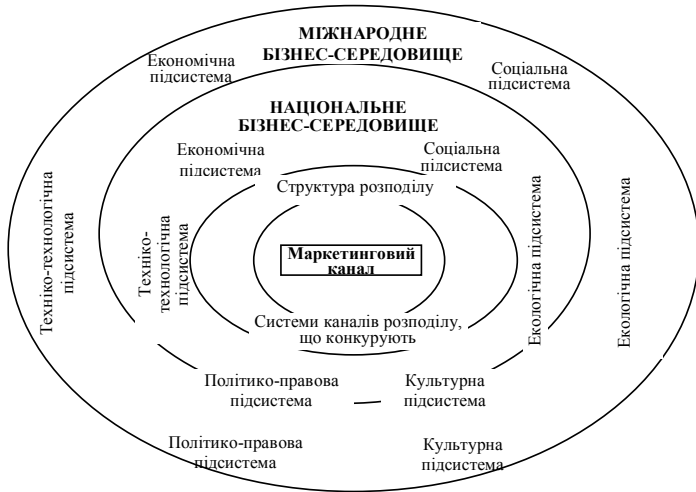 МІЖНАРОДНЕ
БІЗНЕС-СЕРЕДОВИЩЕ
Економічна
підсистема
Соціальна
підсистема
НАЦІОНАЛЬНЕ
БІЗНЕС-СЕРЕДОВИЩЕ
Економічна
підсистема
Соціальна
підсистема
Структура розподілу
Техніко-технологічна
підсистема
Техніко-
технологічна
підсистема
Маркетинговий
канал
Екологічна підсистема
Екологічна підсистема
Системи каналів розподілу,
що конкурують
Політико-правова
підсистема
Культурна
підсистема
Політико-правова
підсистема
Культурна
підсистема